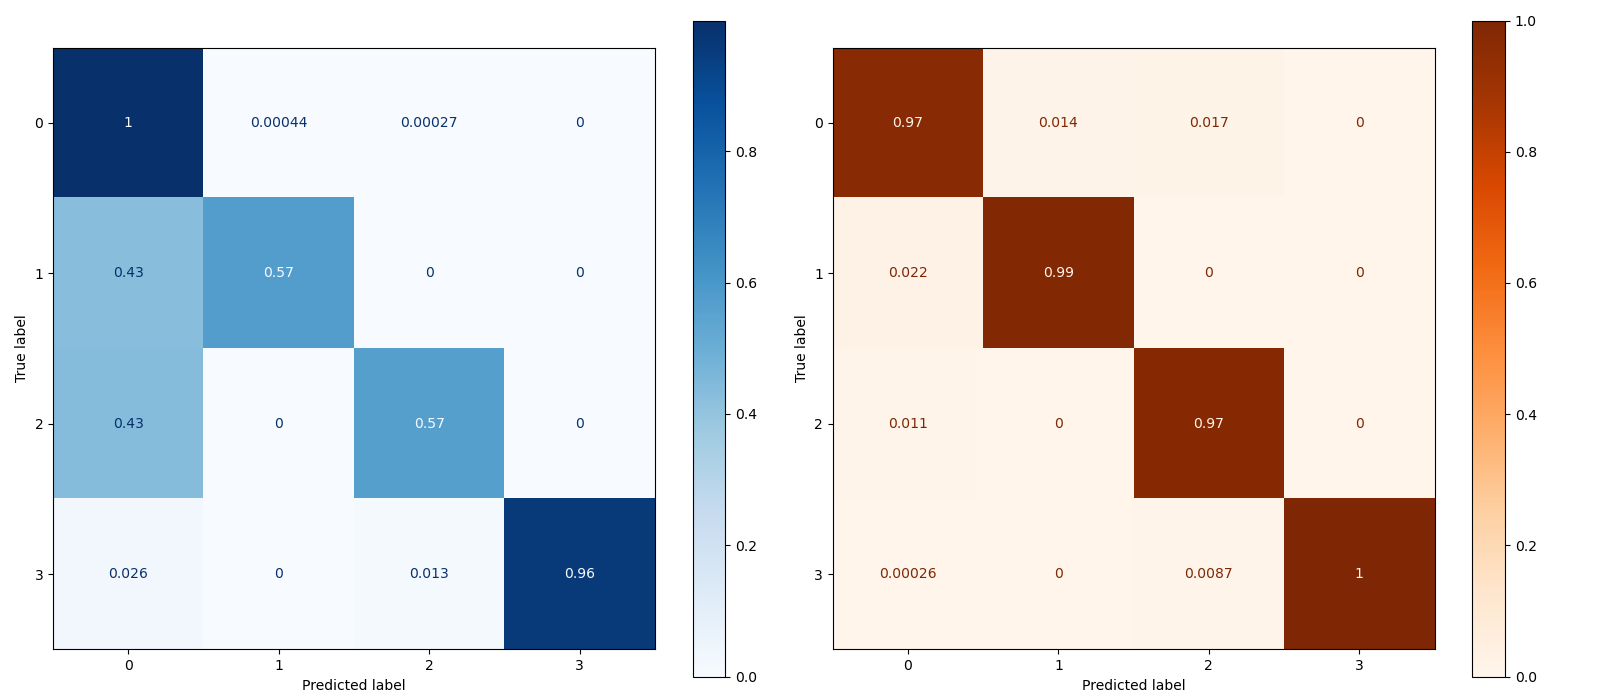 1.0
0 1 0.00044 0.00027 0 0 0.97 0.014 0.017 0
0.8 0.8
1 0.43 0.57 0 0 1 0.022 0.99 0 0
0.6 0.6
True label True label
2 0.43 0 0.57 0 2 0.011 0 0.97 0
0.4 0.4
0.2 0.2
3 0.026 0 0.013 0.96 3 0.00026 0 0.0087 1
0 1 2 3 0.0 0 1 2 3 0.0
Predicted label Predicted label